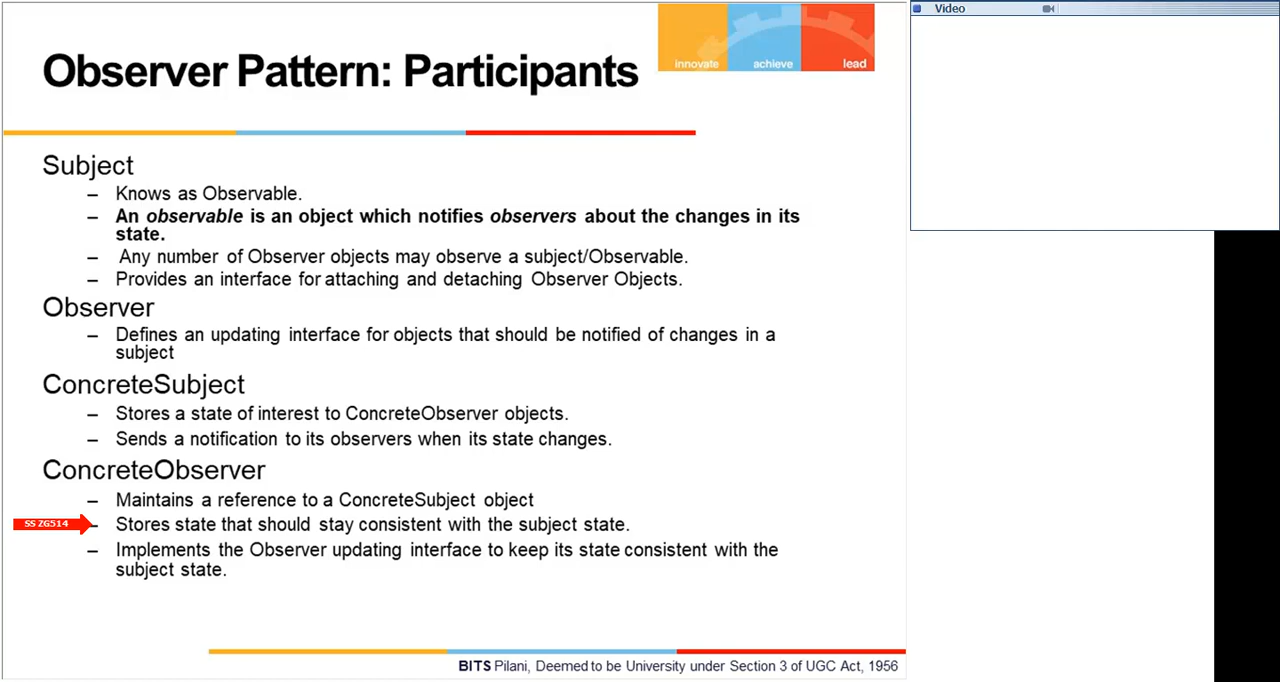 Video
innovate achieve lead
Observer Pattern: Participants
Subject
– Knows as Observable.
– An observable is an object which notifies observers about the changes in its
state.
– Any number of Observer objects may observe a subject/Observable.
– Provides an interface for attaching and detaching Observer Objects.
Observer
– Defines an updating interface for objects that should be notified of changes in a
subject
ConcreteSubject
– Stores a state of interest to ConcreteObserver objects.
– Sends a notification to its observers when its state changes.
ConcreteObserver
– Maintains a reference to a ConcreteSubject object
SS ZG514
– Stores state that should stay consistent with the subject state.
– Implements the Observer updating interface to keep its state consistent with the
subject state.
BITS Pilani, Deemed to be University under Section 3 of UGC Act, 1956